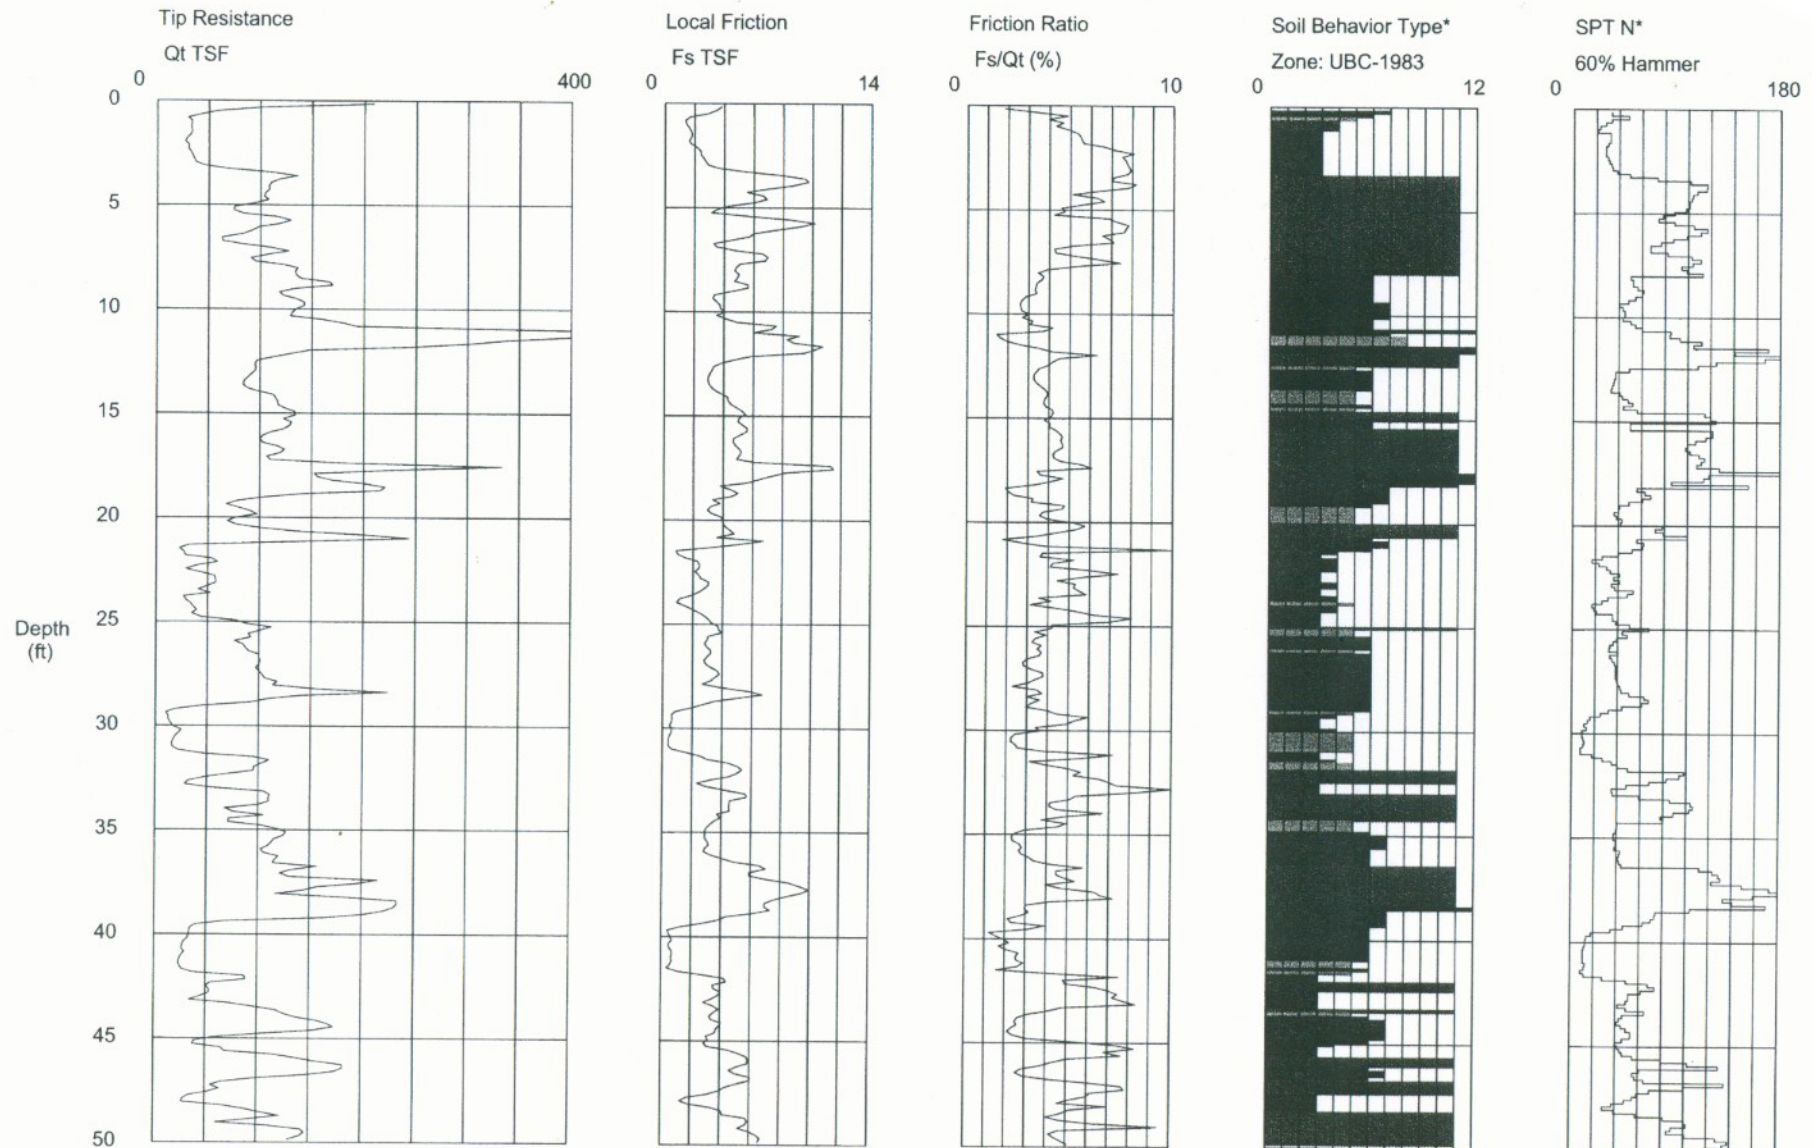 Tip Resistance
Qt TSF
0 400
Local Friction
Fs TSF
0 14
Friction Ratio
Fs/Qt (%)
0 10
Soil Behavior Type*
Zone: UBC-1983
0 12
SPT N*
60% Hammer
0 180
0
5
10
15
20
25
Depth
(ft)
30
35
40
45
50